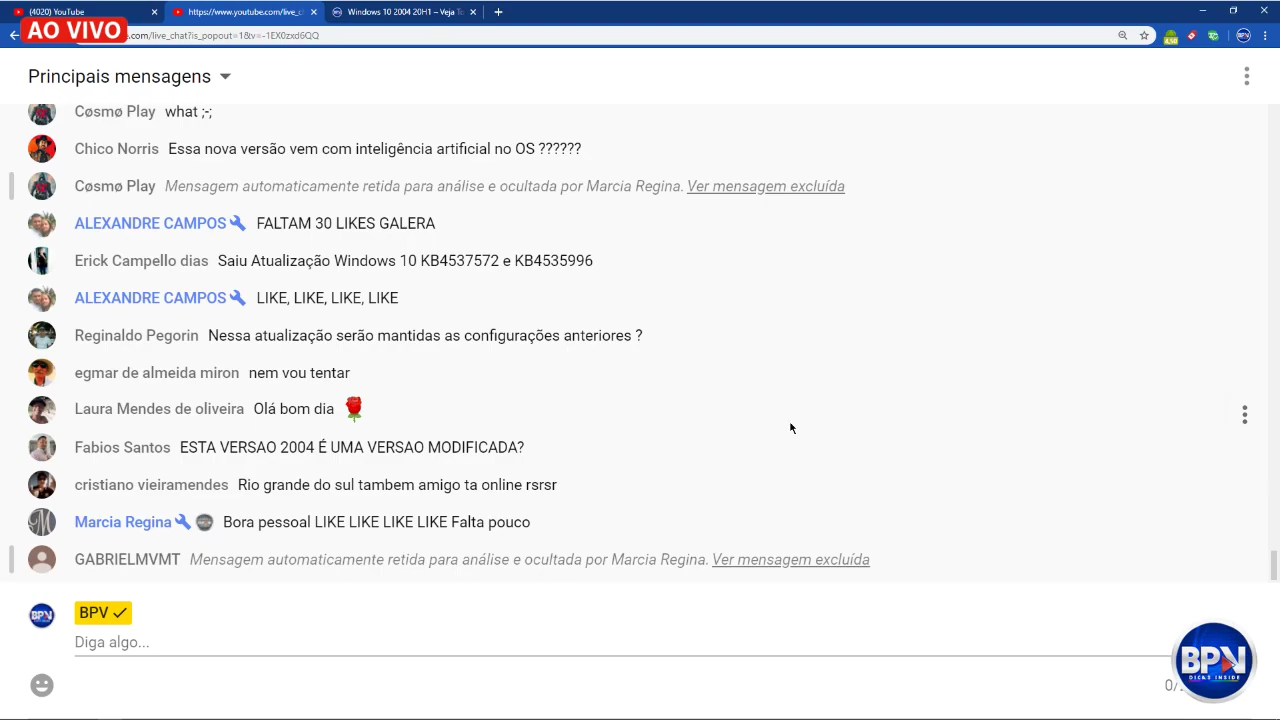 (4020) YouTube
https://www.youtube.com/live_c
Windows 10 2004 20H1 – Veja T
AO VIVO
.com/live_chat?is_popout=1&v=-1EX0zxd6QQ
4,50
BPV
Principais mensagens
Cøsmø Play what ;-;
Chico Norris Essa nova versão vem com inteligência artificial no OS ??????
Cøsmø Play Mensagem automaticamente retida para análise e ocultada por Marcia Regina. Ver mensagem excluída
ALEXANDRE CAMPOS FALTAM 30 LIKES GALERA
Erick Campello dias Saiu Atualização Windows 10 KB4537572 e KB4535996
ALEXANDRE CAMPOS LIKE, LIKE, LIKE, LIKE
Reginaldo Pegorin Nessa atualização serão mantidas as configurações anteriores ?
egmar de almeida miron nem vou tentar
Laura Mendes de oliveira Olá bom dia
Fabios Santos ESTA VERSAO 2004 É UMA VERSAO MODIFICADA?
cristiano vieiramendes Rio grande do sul tambem amigo ta online rsrsr
Marcia Regina Bora pessoal LIKE LIKE LIKE LIKE Falta pouco
GABRIELMVMT Mensagem automaticamente retida para análise e ocultada por Marcia Regina. Ver mensagem excluída
BPV
BPV
Diga algo...
0/
BPV
DICAS INSIDE